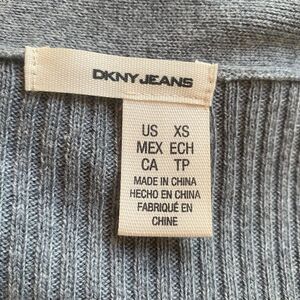 DKNY JEANS
US XS
MEX ECH
CA TP
MADE IN CHINA
HECHO EN CHINA
FABRIQUÉ EN
CHINE